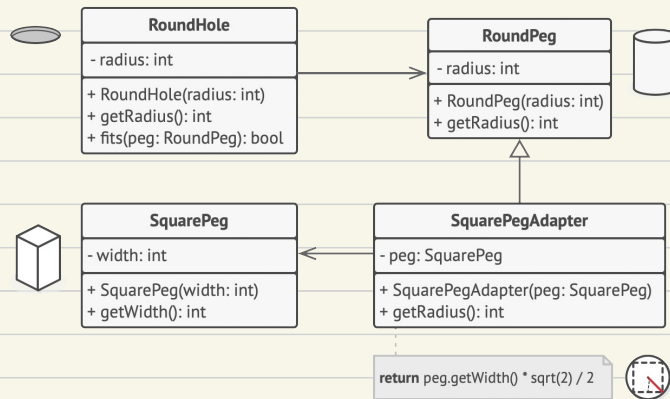 RoundHole
- radius: int
+ RoundHole(radius: int)
+ getRadius(): int
+ fits(peg: RoundPeg): bool
RoundPeg
- radius: int
+ RoundPeg(radius: int)
+ getRadius(): int
SquarePeg
- width: int
+ SquarePeg(width: int)
+ getWidth(): int
SquarePegAdapter
- peg: SquarePeg
+ SquarePegAdapter(peg: SquarePeg)
+ getRadius(): int
return peg.getWidth() * sqrt(2) / 2